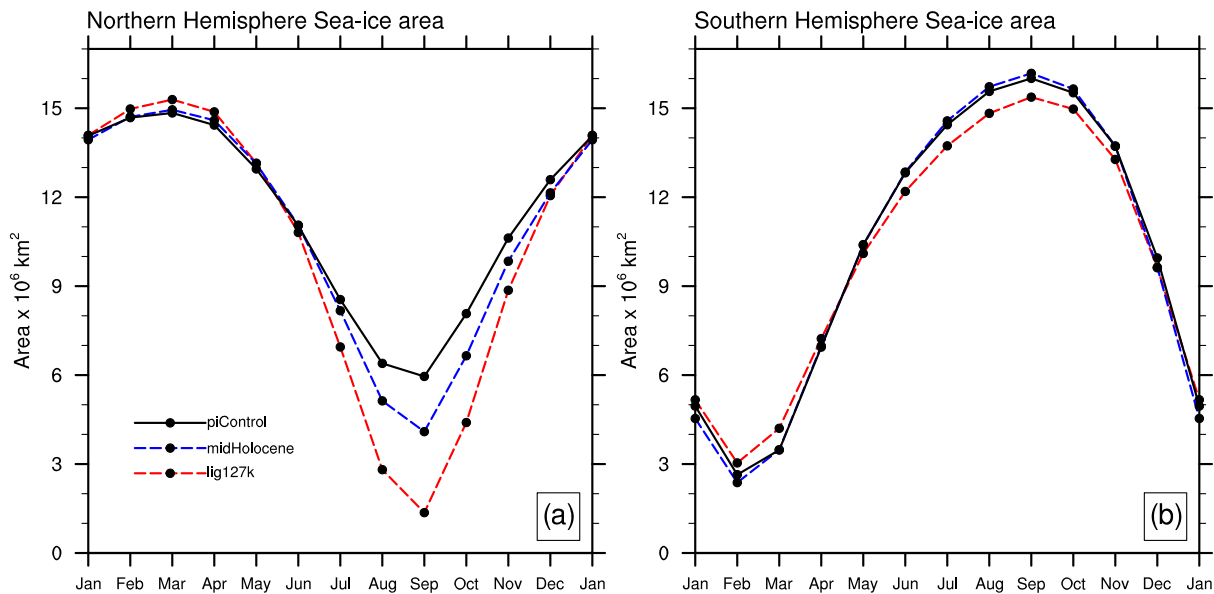 Northern Hemisphere Sea-ice area
Area x 10⁶ km²
15
12
9
6
3
0
piControl
midHolocene
lig127k
(a)
Jan Feb Mar Apr May Jun Jul Aug Sep Oct Nov Dec Jan
Southern Hemisphere Sea-ice area
Area x 10⁶ km²
15
12
9
6
3
0
(b)
Jan Feb Mar Apr May Jun Jul Aug Sep Oct Nov Dec Jan